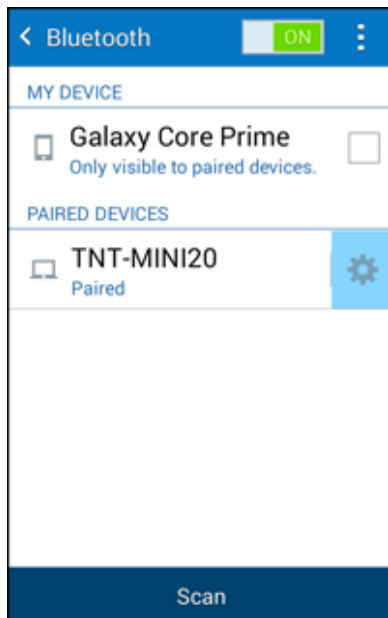 Bluetooth
ON
MY DEVICE
Galaxy Core Prime
Only visible to paired devices.
PAIRED DEVICES
TNT-MINI20
Paired
Scan